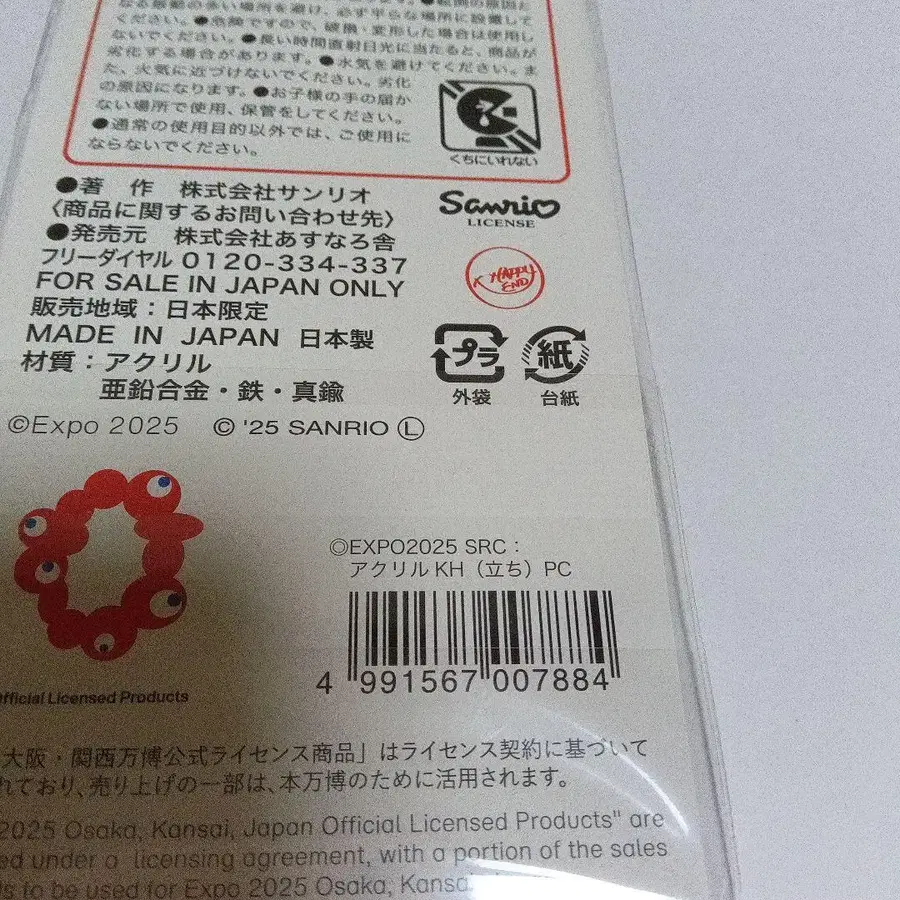 なる振動の多い場所を避け、必ず平らな場所に設置して
ください。●危険ですので、破損・変形した場合は使用し
ないでください。●長い時間直射日光に当たると、商品が
劣化する場合があります。●水気を避けてください。ま
た、火気に近づけないでください。劣化
の原因になります。●お子様の手の届か
ない場所で使用、保管をしてください。
●通常の使用目的以外では、ご使用に
ならないでください。
くちにいれない
●著 作 株式会社サンリオ
〈商品に関するお問い合わせ先〉
●発売元 株式会社あすなろ舎
フリーダイヤル 0120-334-337
FOR SALE IN JAPAN ONLY
販売地域：日本限定
MADE IN JAPAN 日本製
材質：アクリル
亜鉛合金・鉄・真鍮
Sanrio
LICENSE
HAPPY
END
プラ
外袋
紙
台紙
©Expo 2025 © '25 SANRIO Ⓛ
Official Licensed Products
◎EXPO2025 SRC：
アクリルKH（立ち）PC
4 991567 007884
大阪・関西万博公式ライセンス商品」はライセンス契約に基づいて
れており、売り上げの一部は、本万博のために活用されます。
2025 Osaka, Kansai, Japan Official Licensed Products" are
ed under a licensing agreement, with a portion of the sales
ds to be used for Expo 2025 Osaka, Kansai,